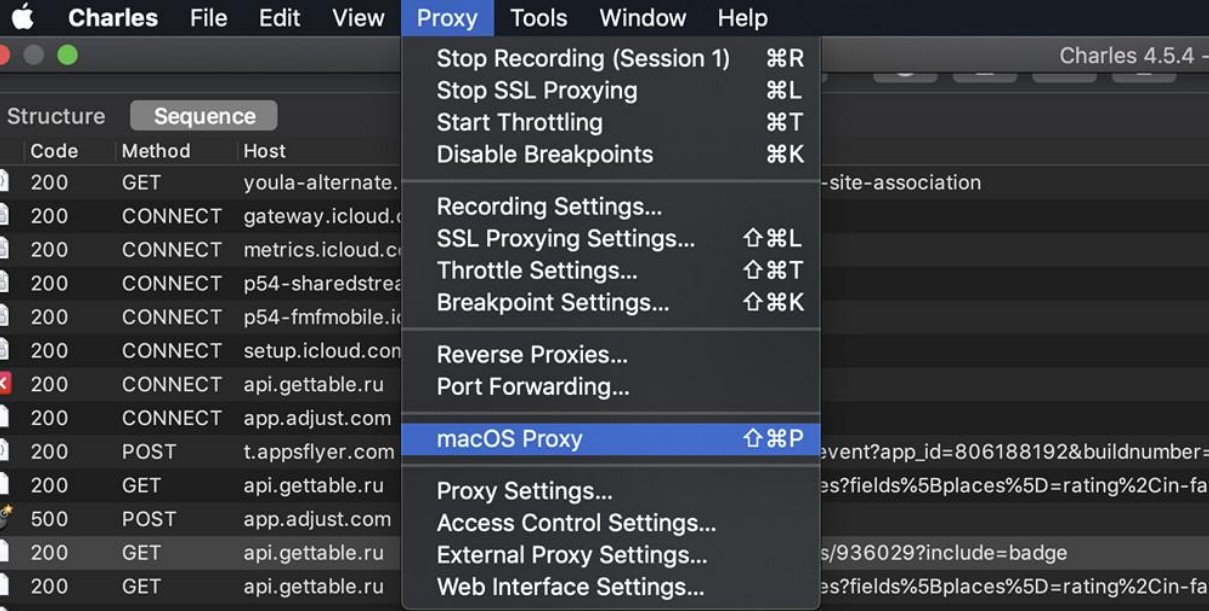 Charles File Edit View Proxy Tools Window Help
Charles 4.5.4 -
Stop Recording (Session 1) ⌘R
Stop SSL Proxying ⌘L
Start Throttling ⌘T
Disable Breakpoints ⌘K
Recording Settings...
SSL Proxying Settings... ⇧⌘L
Throttle Settings... ⇧⌘T
Breakpoint Settings... ⇧⌘K
Reverse Proxies...
Port Forwarding...
macOS Proxy ⇧⌘P
Proxy Settings...
Access Control Settings...
External Proxy Settings...
Web Interface Settings...
Structure Sequence
Code Method Host
200 GET youla-alternate. -site-association
200 CONNECT gateway.icloud.c
200 CONNECT metrics.icloud.c
200 CONNECT p54-sharedstrea
200 CONNECT p54-fmfmobile.ic
200 CONNECT setup.icloud.com
200 CONNECT api.gettable.ru
200 CONNECT app.adjust.com
200 POST t.appsflyer.com event?app_id=806188192&buildnumber=
200 GET api.gettable.ru es?fields%5Bplaces%5D=rating%2Cin-fa
500 POST app.adjust.com
200 GET api.gettable.ru s/936029?include=badge
200 GET api.gettable.ru es?fields%5Bplaces%5D=rating%2Cin-fa